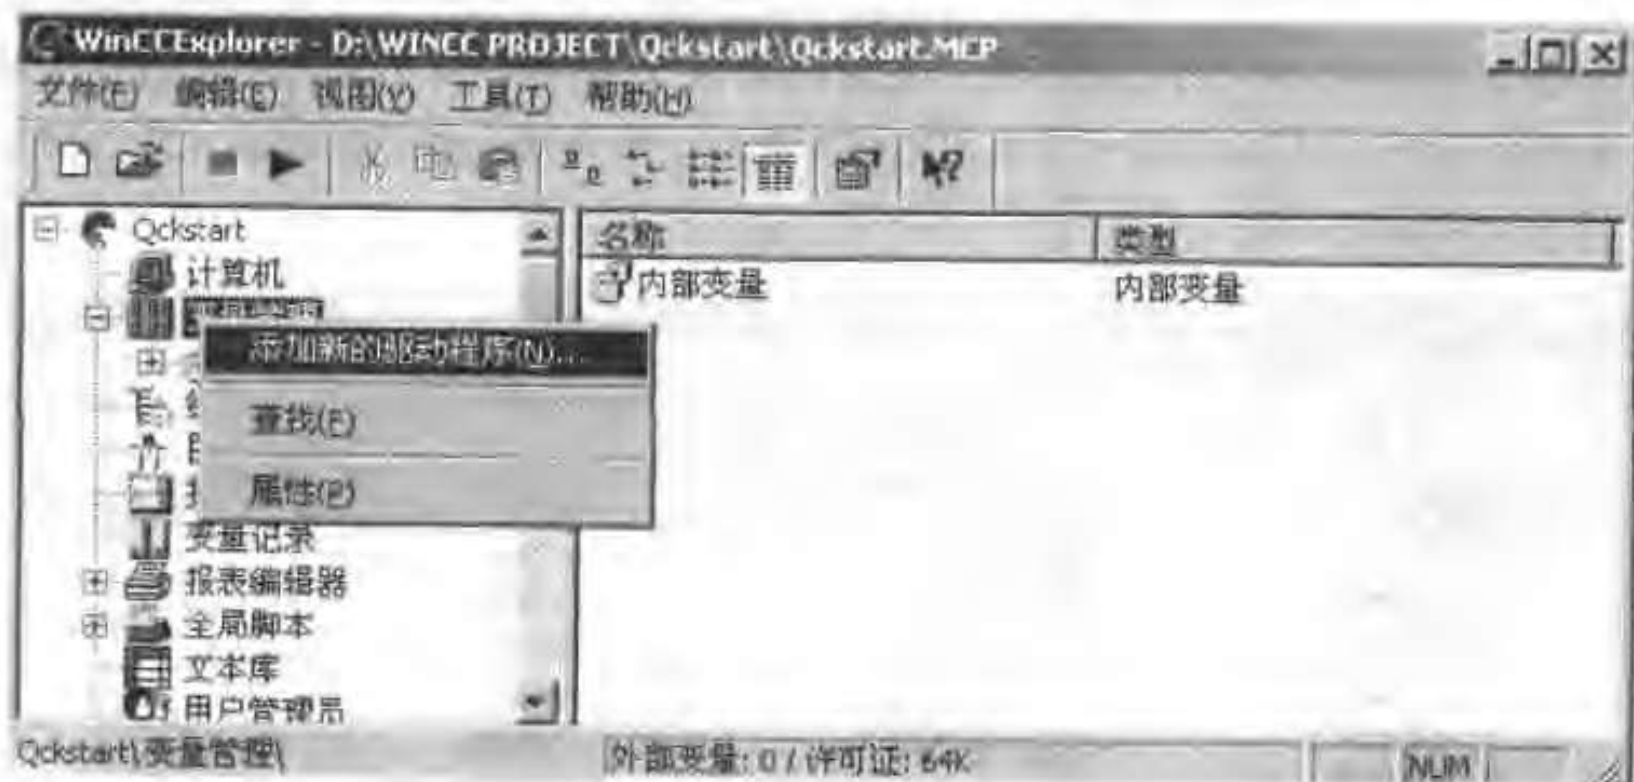 WinCCExplorer - D:\WINCC PROJECT\Qckstart\Qckstart.MCP
文件(F) 编辑(E) 视图(V) 工具(T) 帮助(H)
Qckstart
计算机
添加新的驱动程序(N)...
查找(F)
属性(P)
变量记录
报表编辑器
全局脚本
文本库
用户管理员
名称 类型
内部变量 内部变量
Qckstart\变量管理\ 外部变量: 0 / 许可证: 64K NUM